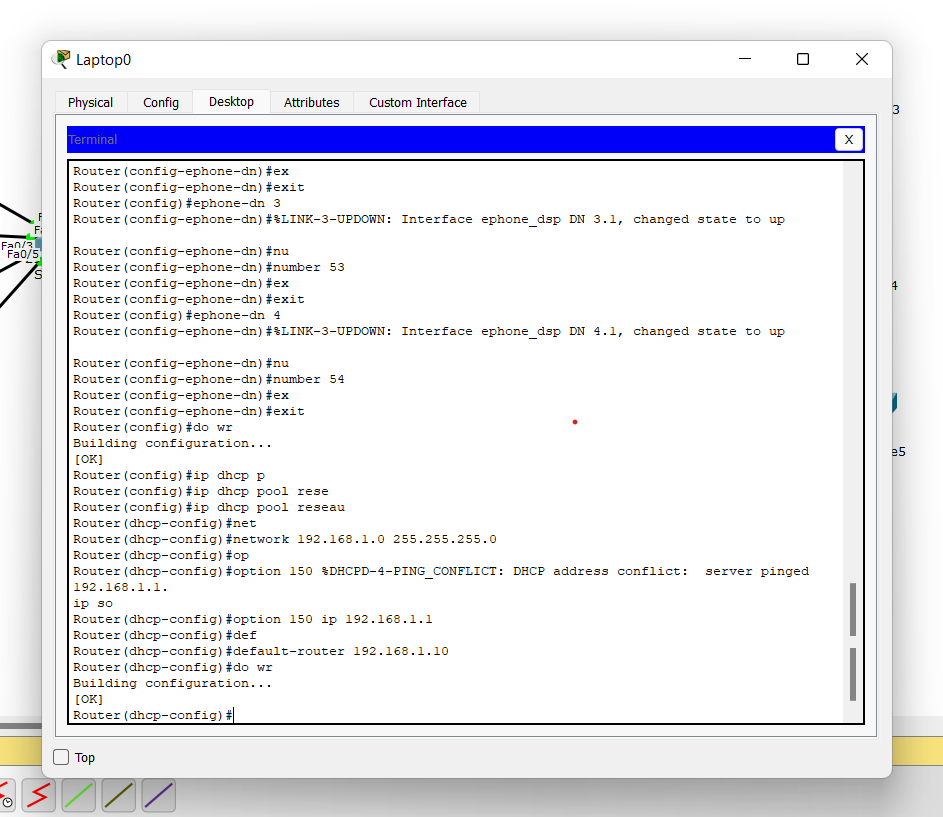 Laptop0
Physical Config Desktop Attributes Custom Interface
Terminal X
Router(config-ephone-dn)#ex
Router(config-ephone-dn)#exit
Router(config)#ephone-dn 3
Router(config-ephone-dn)#%LINK-3-UPDOWN: Interface ephone_dsp DN 3.1, changed state to up
Router(config-ephone-dn)#nu
Router(config-ephone-dn)#number 53
Router(config-ephone-dn)#ex
Router(config-ephone-dn)#exit
Router(config)#ephone-dn 4
Router(config-ephone-dn)#%LINK-3-UPDOWN: Interface ephone_dsp DN 4.1, changed state to up
Router(config-ephone-dn)#nu
Router(config-ephone-dn)#number 54
Router(config-ephone-dn)#ex
Router(config-ephone-dn)#exit
Router(config)#do wr
Building configuration...
[OK]
Router(config)#ip dhcp p
Router(config)#ip dhcp pool rese
Router(config)#ip dhcp pool reseau
Router(dhcp-config)#net
Router(dhcp-config)#network 192.168.1.0 255.255.255.0
Router(dhcp-config)#op
Router(dhcp-config)#option 150 %DHCPD-4-PING_CONFLICT: DHCP address conflict:  server pinged
192.168.1.1.
ip so
Router(dhcp-config)#option 150 ip 192.168.1.1
Router(dhcp-config)#def
Router(dhcp-config)#default-router 192.168.1.10
Router(dhcp-config)#do wr
Building configuration...
[OK]
Router(dhcp-config)#
Top
Fa0/3
Fa0/5
S
3
4
e5